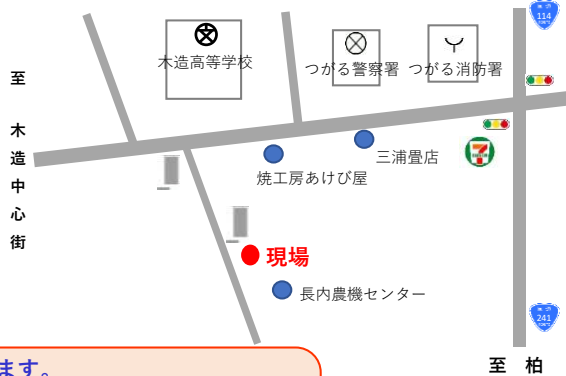 114
木造高等学校
つがる警察署
つがる消防署
至 木造中心街
三浦畳店
焼工房あけび屋
現場
長内農機センター
241
ます。
至 柏